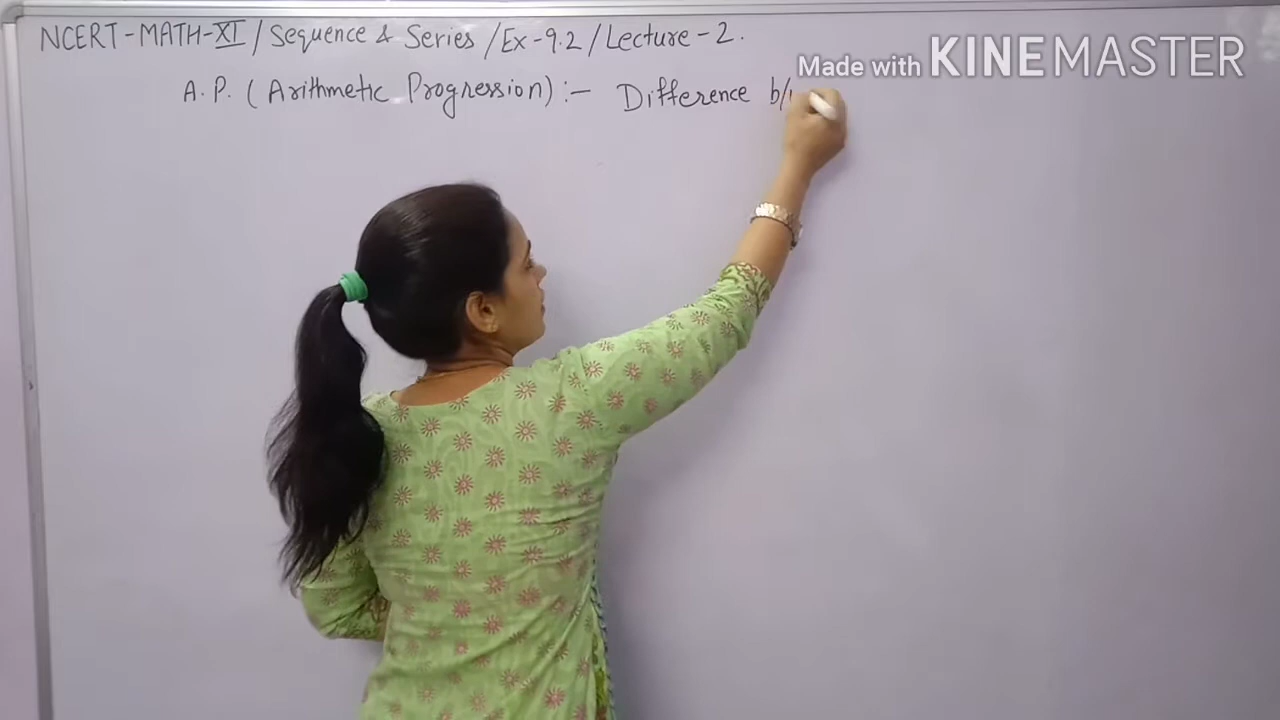 NCERT-MATH-XI/Sequence & Series/Ex-9.2/Lecture-2.
Made with KINEMASTER
A.P. (Arithmetic Progression):- Difference